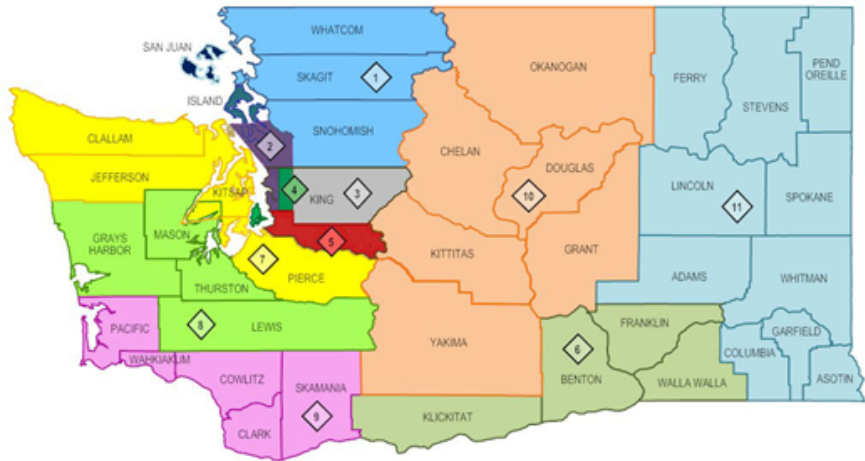 WHATCOM
SAN JUAN
SKAGIT
1
OKANOGAN
FERRY
STEVENS
PEND
OREILLE
ISLAND
SNOHOMISH
CLALLAM
2
CHELAN
DOUGLAS
JEFFERSON
KITSAP
4
KING
3
10
LINCOLN
11
SPOKANE
MASON
GRAYS
HARBOR
5
KITTITAS
GRANT
7
PIERCE
THURSTON
ADAMS
WHITMAN
PACIFIC
8
LEWIS
YAKIMA
FRANKLIN
GARFIELD
6
COLUMBIA
WAHKIAKUM
COWLITZ
SKAMANIA
BENTON
WALLA WALLA
ASOTIN
9
KLICKITAT
CLARK